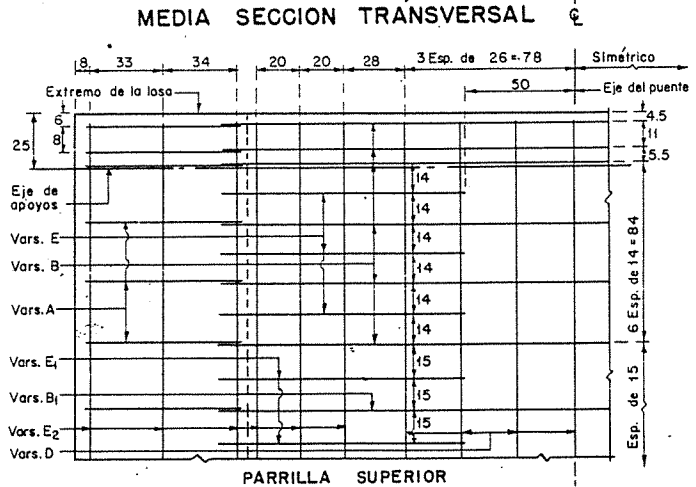 MEDIA SECCION TRANSVERSAL ℄
8 33 34 20 20 28 3 Esp. de 26 = 78 Simétrico
Extremo de la losa 50 Eje del puente
6 4.5
8 11
25 5.5
Eje de
apoyos
14
14
Vars. E
14
Vars. B
14
Vars. A
14
14
6 Esp. de 14 = 84
Vars. E1
15
Vars. B1
15
Vars. E2
15
Vars. D
Esp. de 15
PARRILLA SUPERIOR